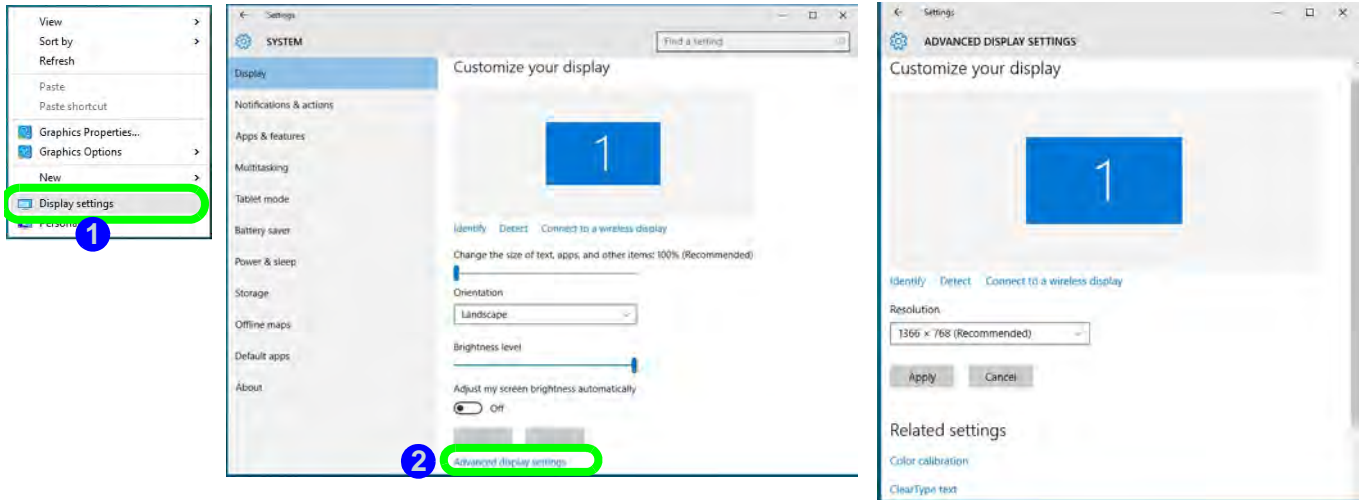 View
Sort by
Refresh
Paste
Paste shortcut
Graphics Properties...
Graphics Options
New
Display settings
1
Settings
SYSTEM
Find a setting
Display
Notifications & actions
Apps & features
Multitasking
Tablet mode
Battery saver
Power & sleep
Storage
Offline maps
Default apps
About
Customize your display
1
Identify Detect Connect to a wireless display
Change the size of text, apps, and other items: 100% (Recommended)
Orientation
Landscape
Brightness level
Adjust my screen brightness automatically
Off
2
Advanced display settings
Settings
ADVANCED DISPLAY SETTINGS
Customize your display
1
Identify Detect Connect to a wireless display
Resolution
1366 × 768 (Recommended)
Apply Cancel
Related settings
Color calibration
ClearType text